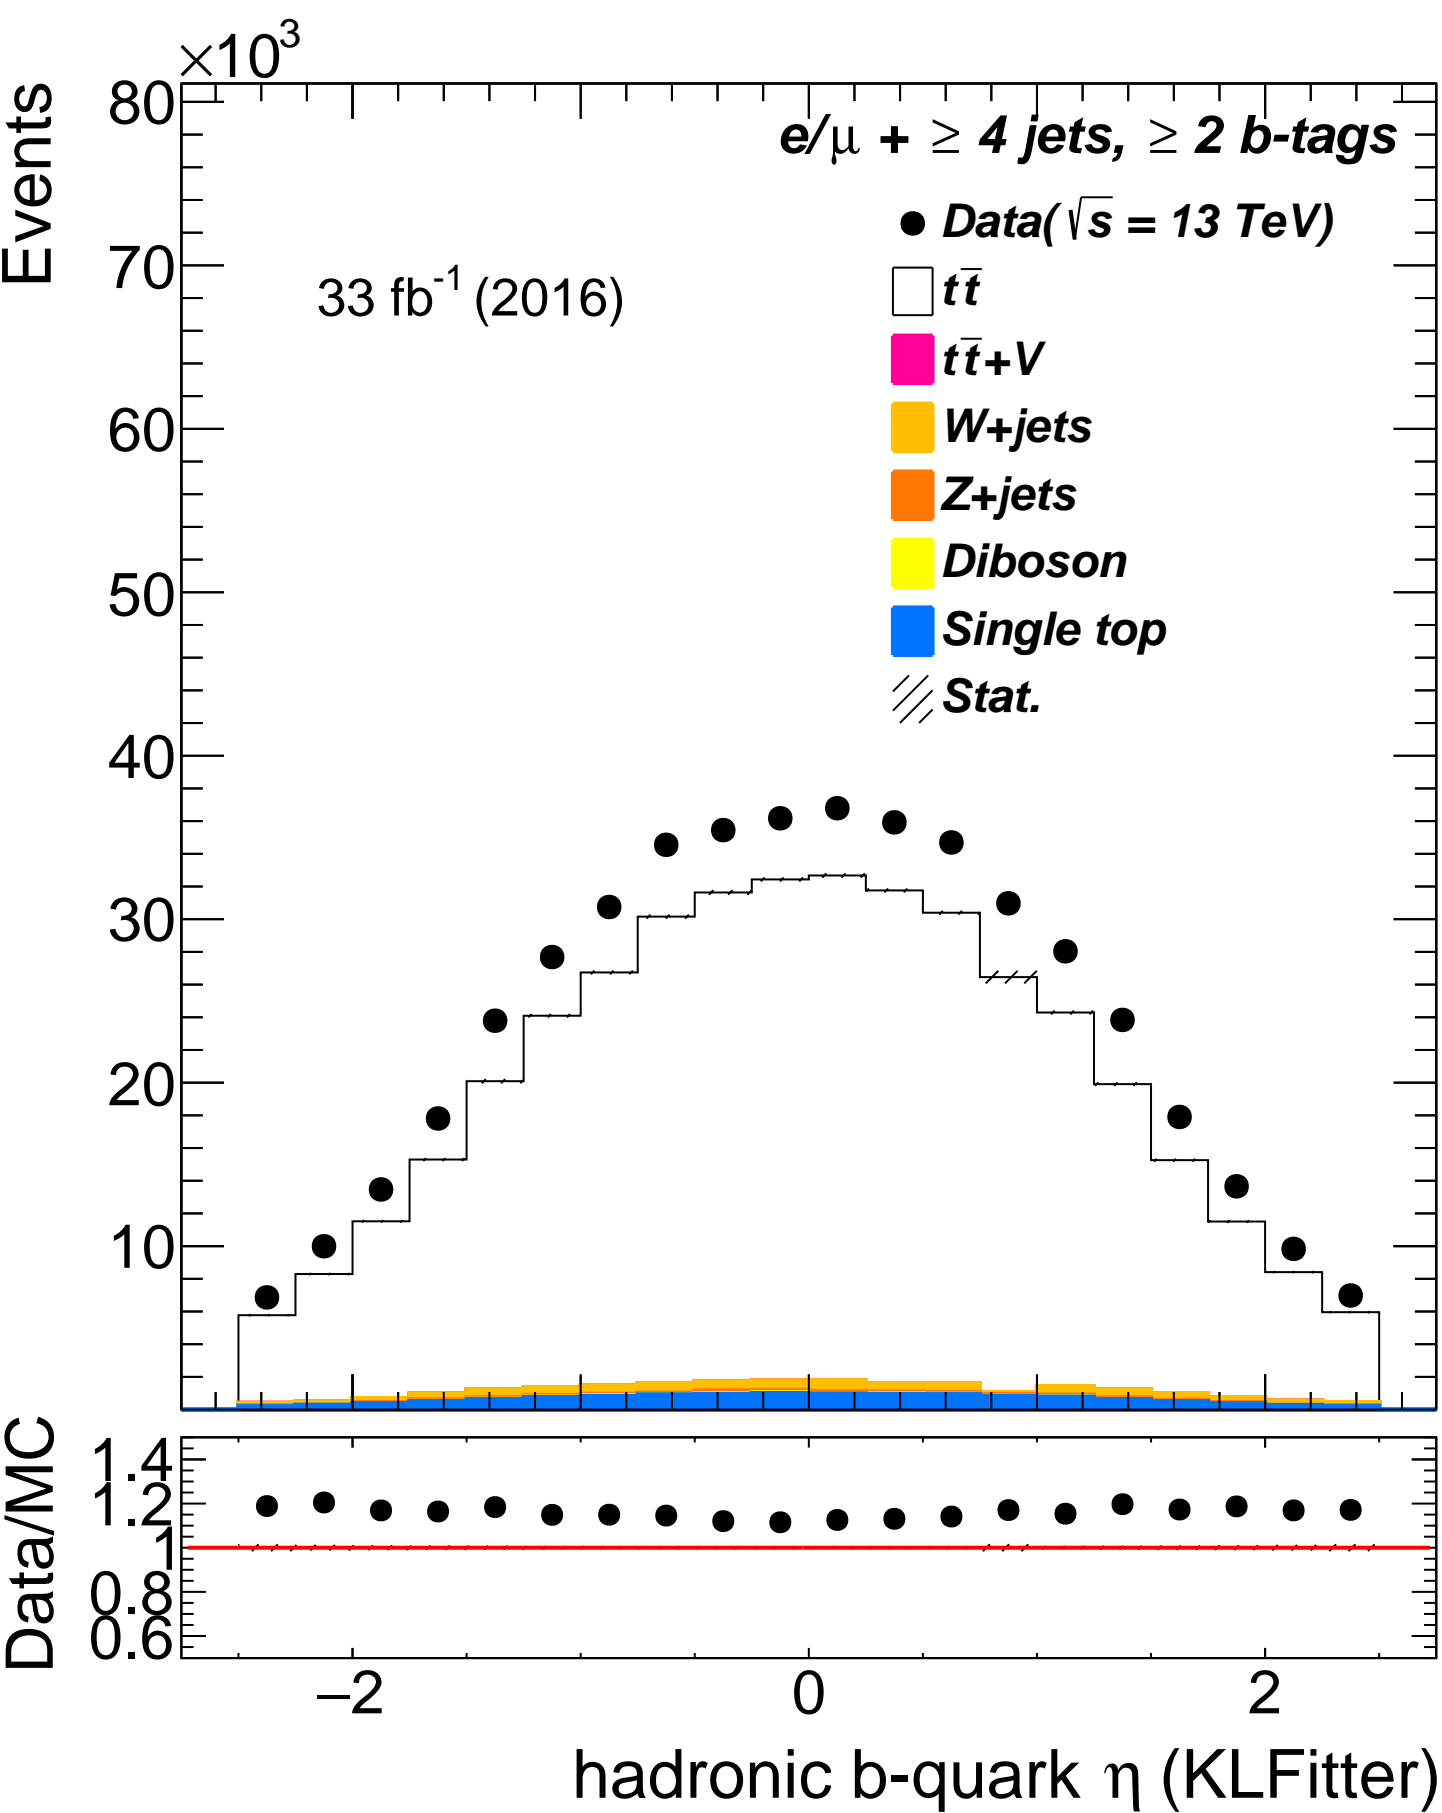 ×10³
Events
80
70
60
50
40
30
20
10
e/μ + ≥ 4 jets, ≥ 2 b-tags
33 fb⁻¹ (2016)
Data(√s = 13 TeV)
tt̅
tt̅+V
W+jets
Z+jets
Diboson
Single top
Stat.
Data/MC
1.4
1.2
1
0.8
0.6
−2 0 2
hadronic b-quark η (KLFitter)